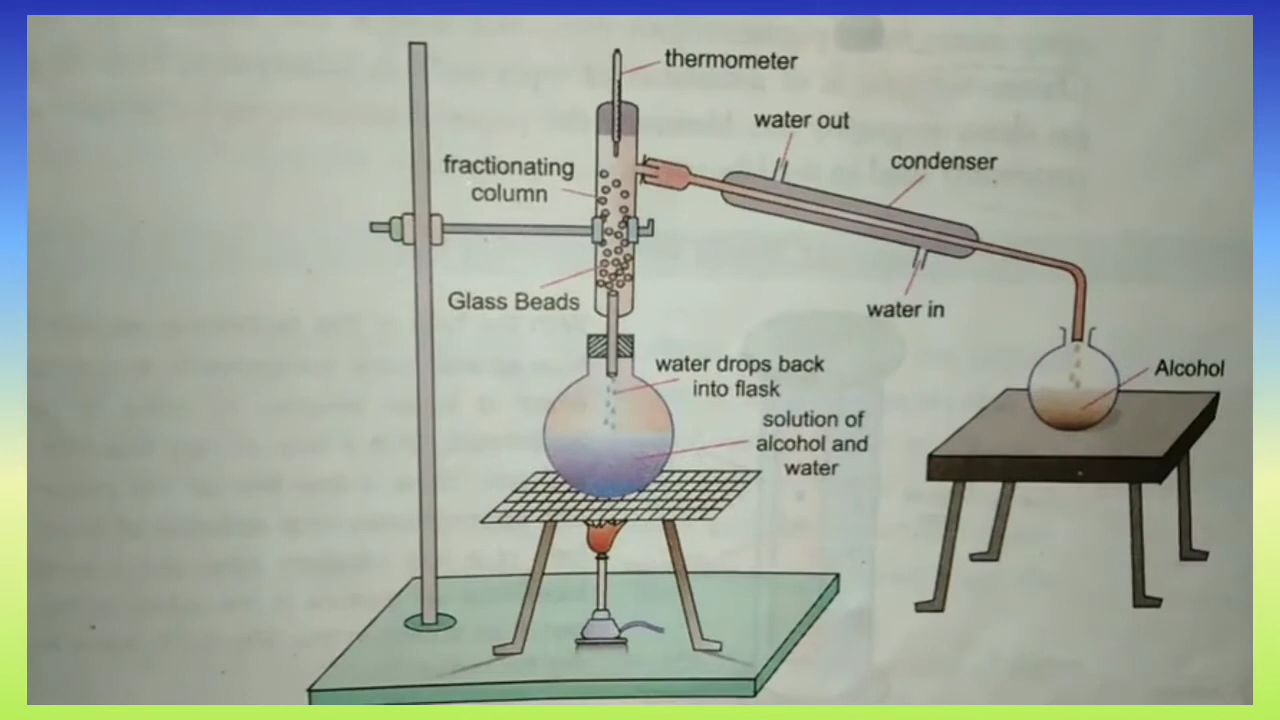 thermometer
water out
condenser
fractionating
column
Glass Beads
water in
water drops back
into flask
Alcohol
solution of
alcohol and
water